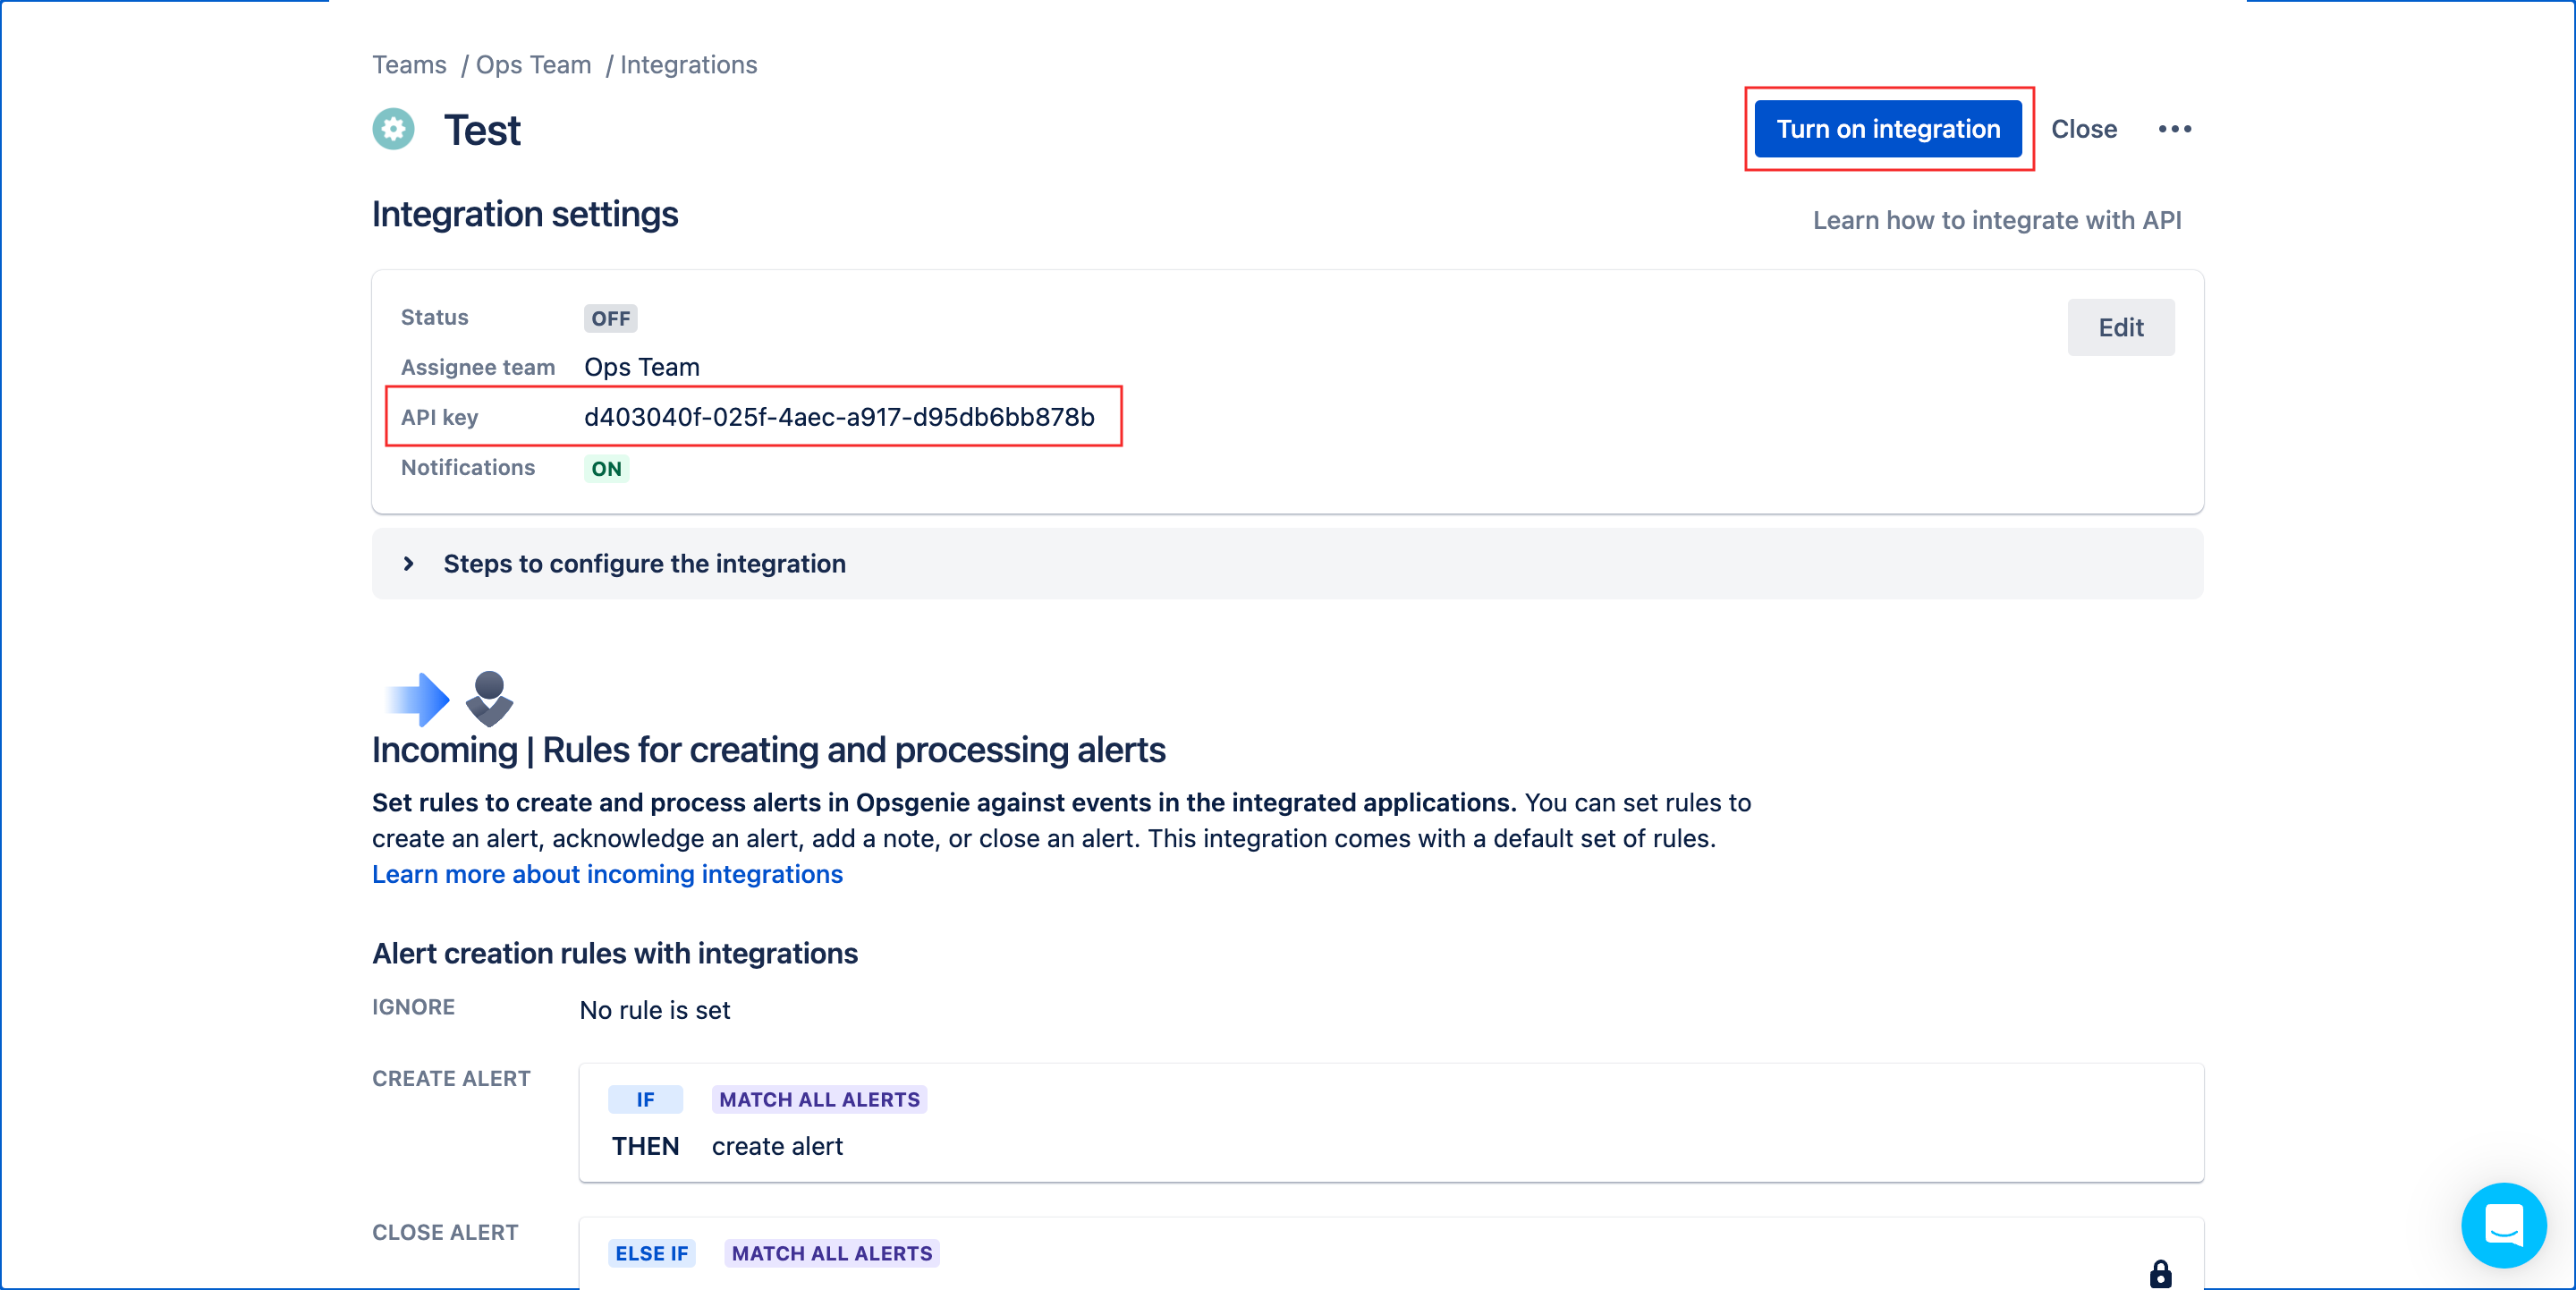 Teams / Ops Team / Integrations
Test
Turn on integration
Close
Integration settings
Learn how to integrate with API
Status OFF
Edit
Assignee team Ops Team
API key d403040f-025f-4aec-a917-d95db6bb878b
Notifications ON
Steps to configure the integration
Incoming | Rules for creating and processing alerts
Set rules to create and process alerts in Opsgenie against events in the integrated applications. You can set rules to
create an alert, acknowledge an alert, add a note, or close an alert. This integration comes with a default set of rules.
Learn more about incoming integrations
Alert creation rules with integrations
IGNORE No rule is set
CREATE ALERT IF MATCH ALL ALERTS
THEN create alert
CLOSE ALERT ELSE IF MATCH ALL ALERTS